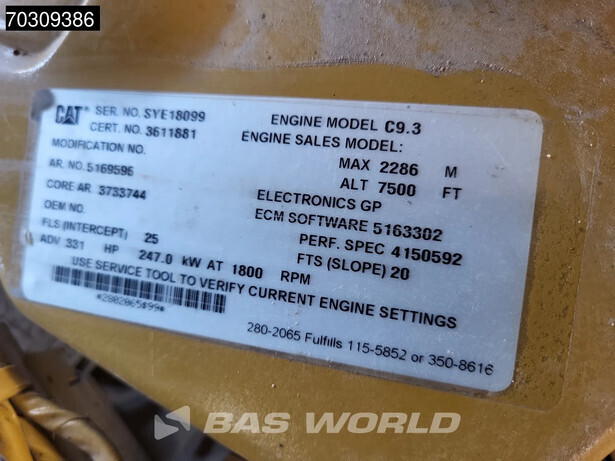 70309386
CAT SER. NO. SYE18099
CERT. NO. 3611881
MODIFICATION NO.
AR. NO. 5169596
CORE AR. 3733744
OEM NO.
FLS (INTERCEPT) 25
ADV 331 HP 247.0 kW AT 1800 RPM
ENGINE MODEL C9.3
ENGINE SALES MODEL:
MAX 2286 M
ALT 7500 FT
ELECTRONICS GP
ECM SOFTWARE 5163302
PERF. SPEC 4150592
FTS (SLOPE) 20
USE SERVICE TOOL TO VERIFY CURRENT ENGINE SETTINGS
280-2065 Fulfills 115-5852 or 350-8616
BAS WORLD